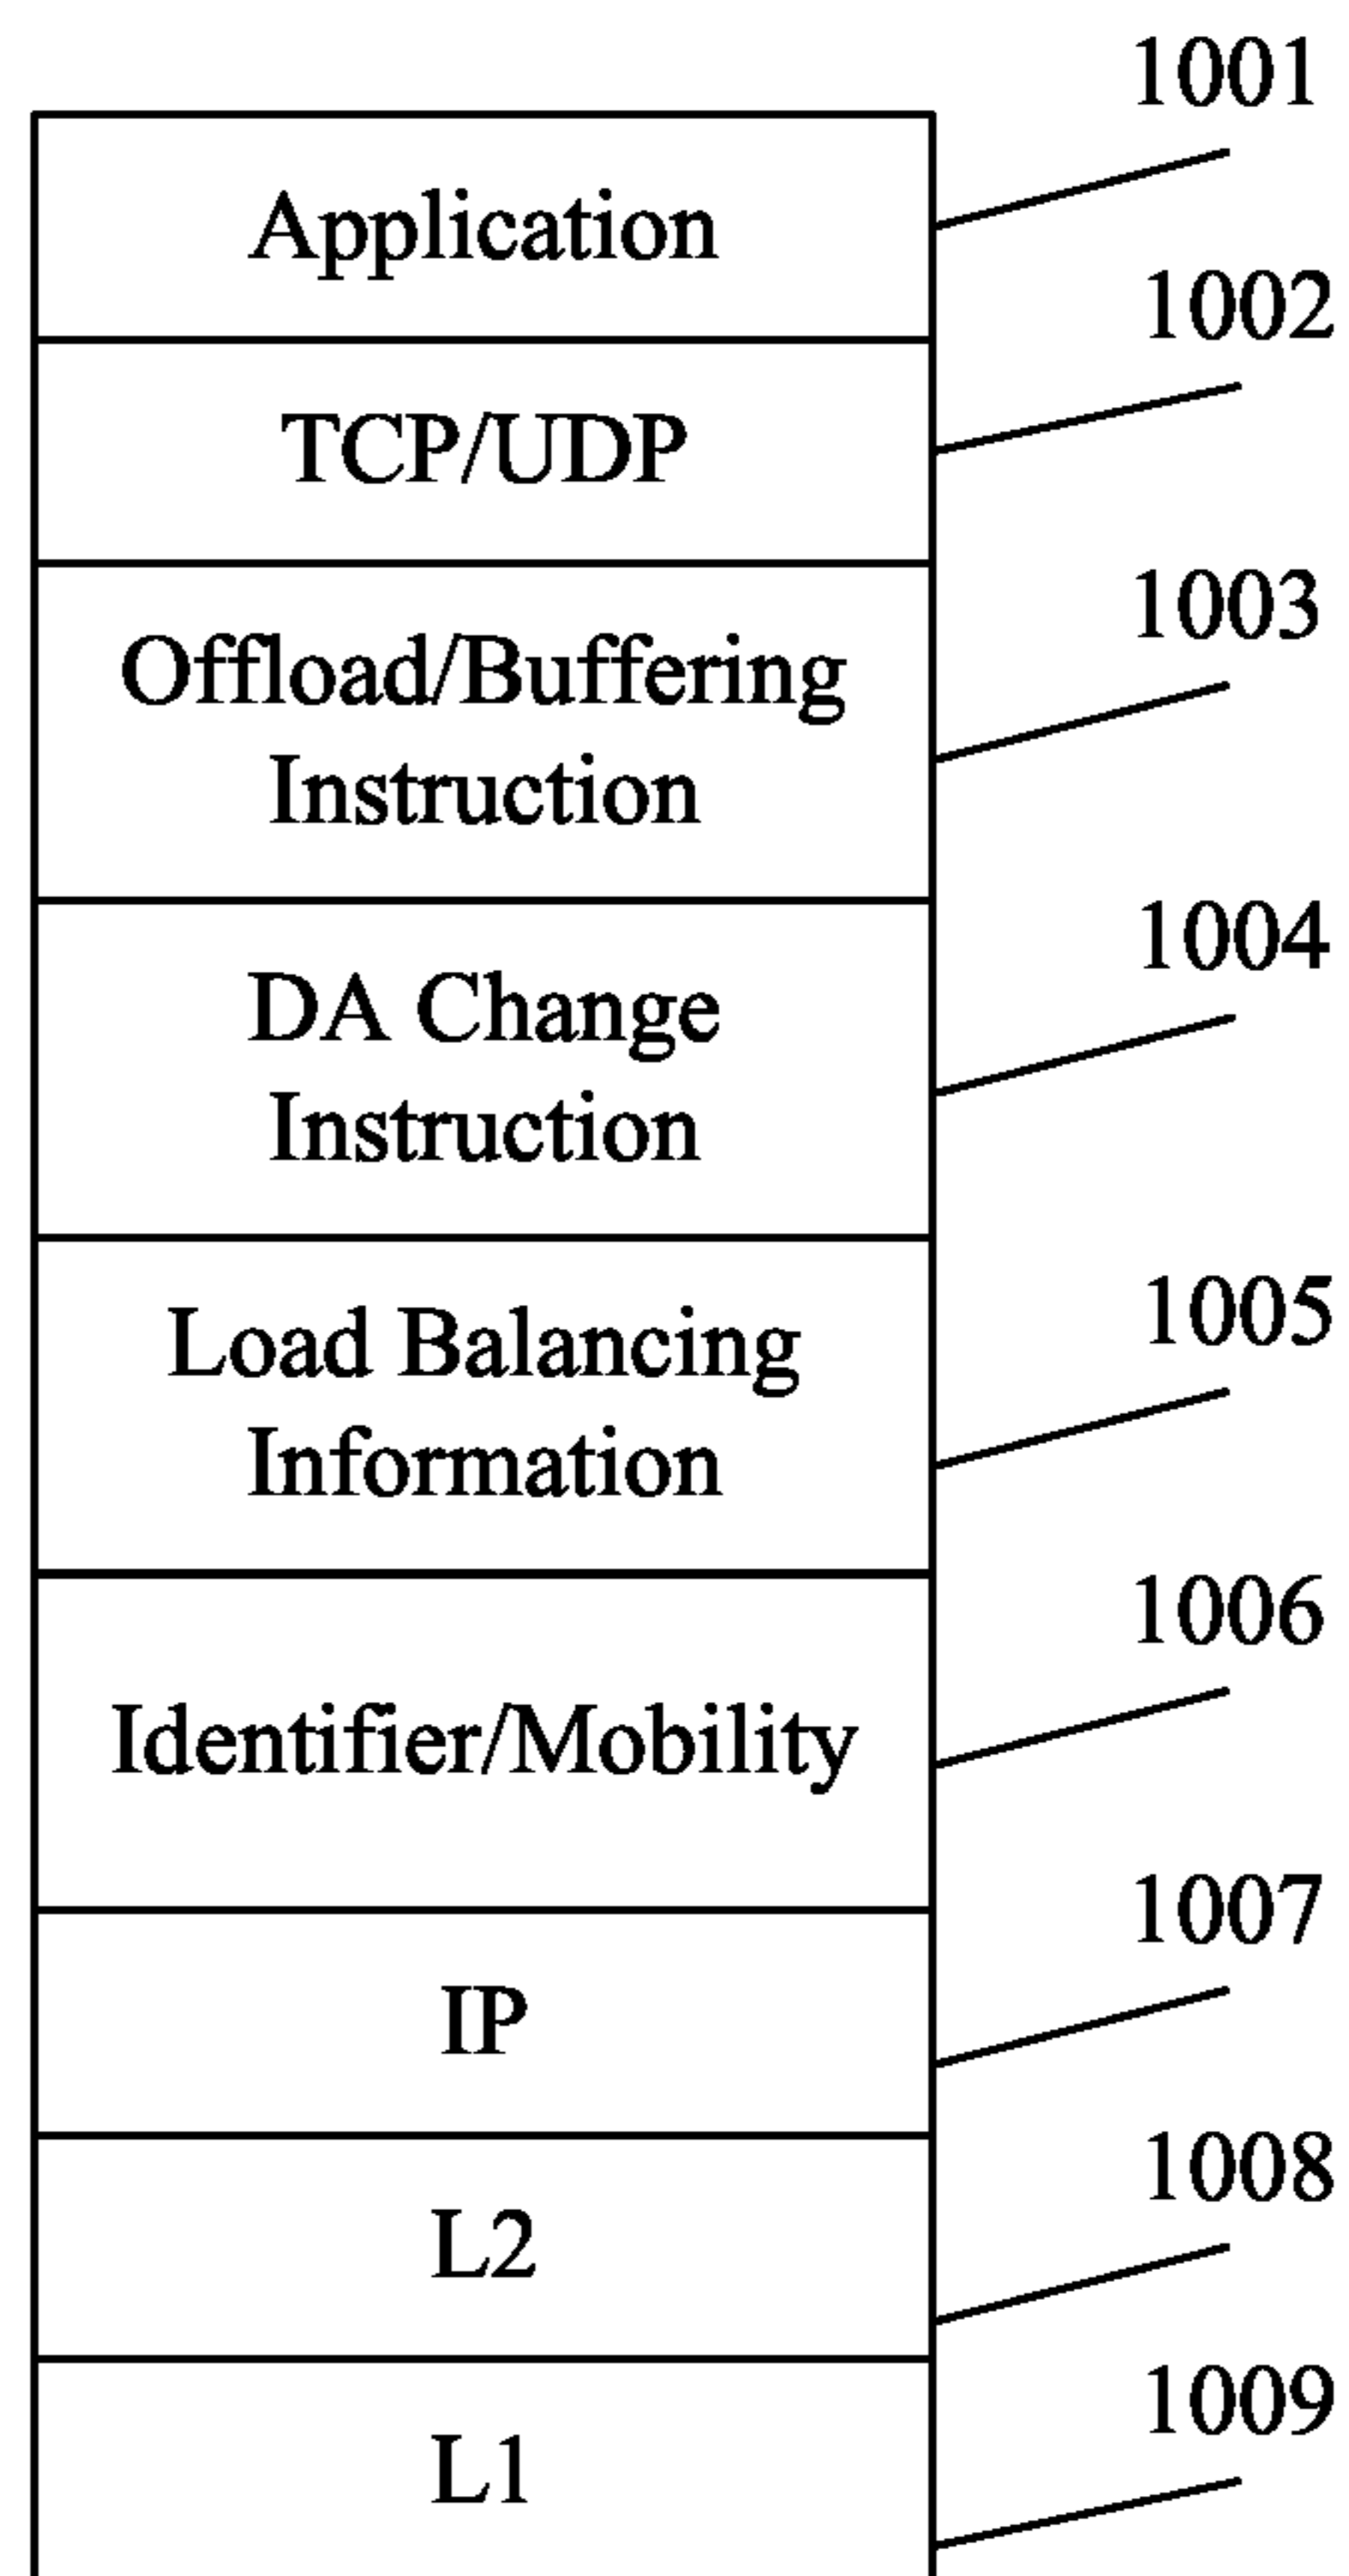 1001
Application
1002
TCP/UDP
1003
Offload/Buffering
Instruction
1004
DA Change
Instruction
1005
Load Balancing
Information
1006
Identifier/Mobility
1007
IP
1008
L2
1009
L1